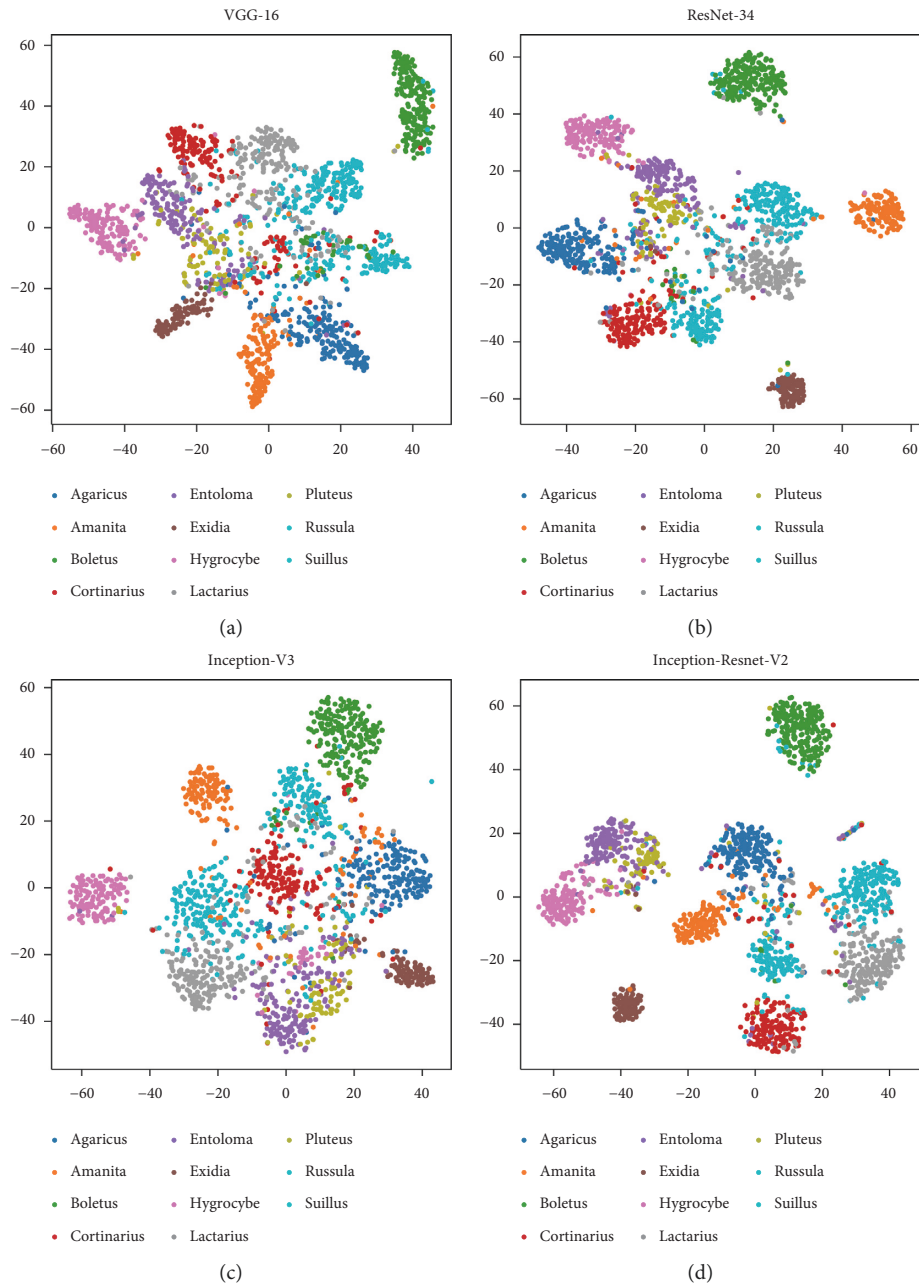 VGG-16
60
40
20
0
−20
−40
−60
−60 −40 −20 0 20 40
Agaricus Entoloma Pluteus
Amanita Exidia Russula
Boletus Hygrocybe Suillus
Cortinarius Lactarius
(a)
ResNet-34
60
40
20
0
−20
−40
−60
−40 −20 0 20 40 60
Agaricus Entoloma Pluteus
Amanita Exidia Russula
Boletus Hygrocybe Suillus
Cortinarius Lactarius
(b)
Inception-V3
60
40
20
0
−20
−40
−60 −40 −20 0 20 40
Agaricus Entoloma Pluteus
Amanita Exidia Russula
Boletus Hygrocybe Suillus
Cortinarius Lactarius
(c)
Inception-Resnet-V2
60
40
20
0
−20
−40
−60 −40 −20 0 20 40
Agaricus Entoloma Pluteus
Amanita Exidia Russula
Boletus Hygrocybe Suillus
Cortinarius Lactarius
(d)